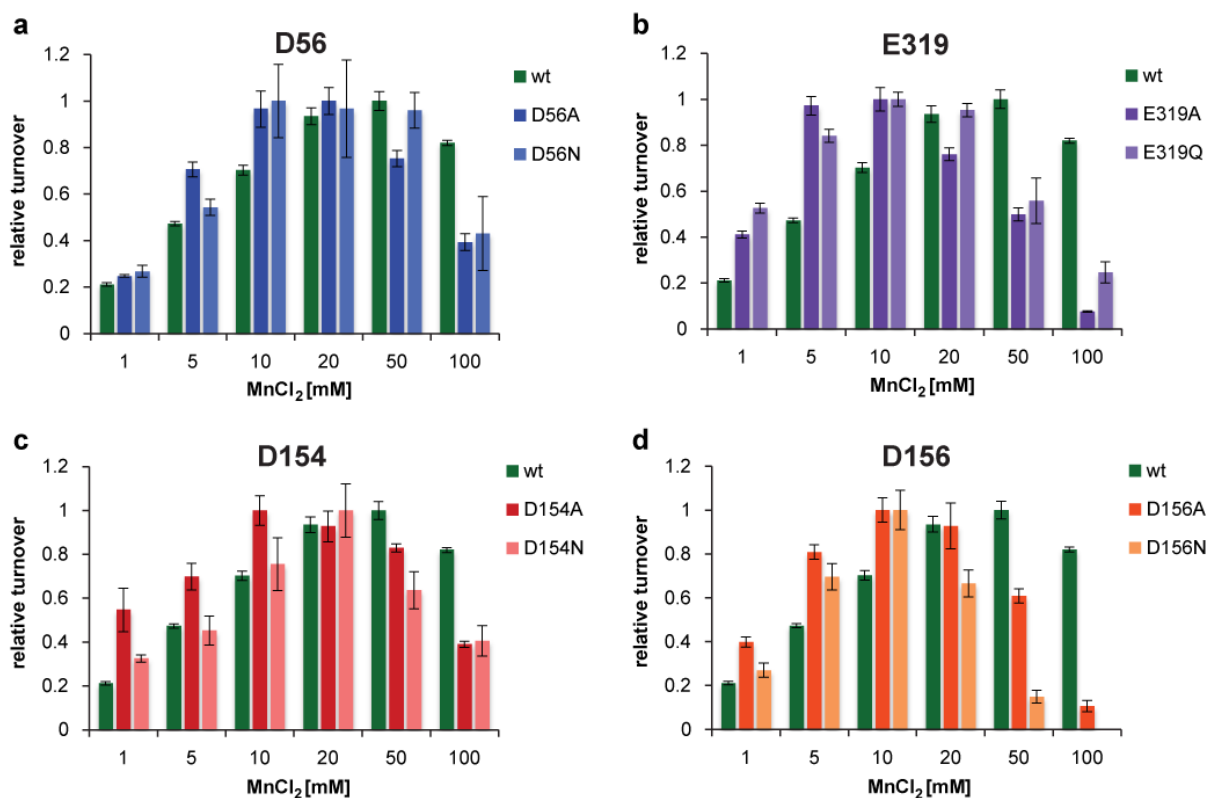 a
D56
1.2
1
0.8
0.6
0.4
0.2
0
relative turnover
1 5 10 20 50 100
MnCl₂ [mM]
wt
D56A
D56N
b
E319
1.2
1
0.8
0.6
0.4
0.2
0
relative turnover
1 5 10 20 50 100
MnCl₂ [mM]
wt
E319A
E319Q
c
D154
1.2
1
0.8
0.6
0.4
0.2
0
relative turnover
1 5 10 20 50 100
MnCl₂ [mM]
wt
D154A
D154N
d
D156
1.2
1
0.8
0.6
0.4
0.2
0
relative turnover
1 5 10 20 50 100
MnCl₂ [mM]
wt
D156A
D156N